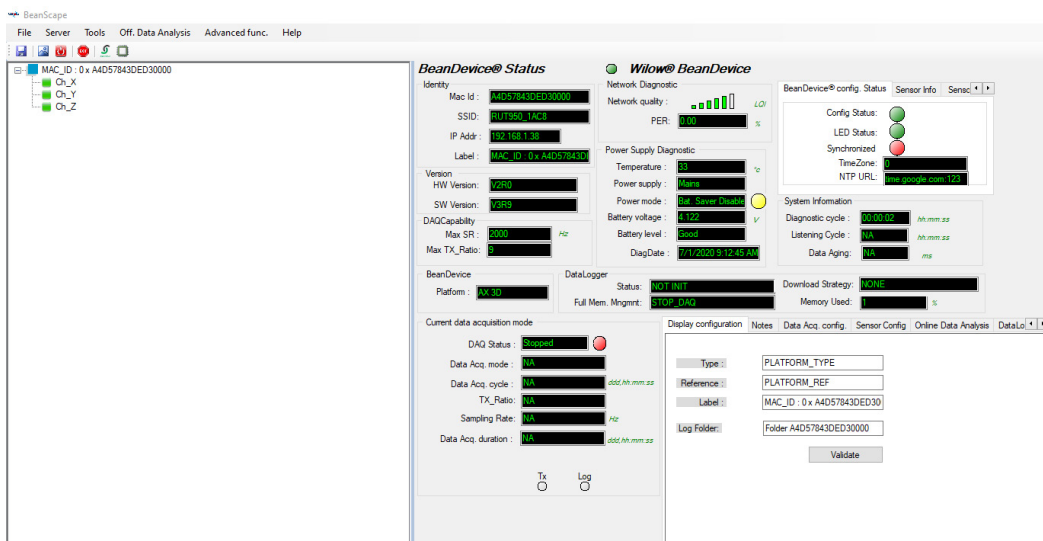 BeanScape
File Server Tools Off. Data Analysis Advanced func. Help
MAC_ID : 0 x A4D57843DED30000
Ch_X
Ch_Y
Ch_Z
BeanDevice® Status
Wilow® BeanDevice
Identity
Mac Id : A4D57843DED30000
SSID: RUT950_1AC8
IP Addr : 192.168.1.38
Label : MAC_ID : 0 x A4D57843DI
Version
HW Version: V2R0
SW Version: V3R9
DAQCapability
Max SR : 2000 Hz
Max TX_Ratio: 9
Network Diagnostic
Network quality : LQI
PER: 0.00 %
Power Supply Diagnostic
Temperature : 33 °c
Power supply : Mains
Power mode : Bat. Saver Disable
Battery voltage : 4.122 V
Battery level : Good
DiagDate : 7/1/2020 9:12:45 AM
BeanDevice® config. Status Sensor Info Sensc
Config Status:
LED Status:
Synchronized
TimeZone: 0
NTP URL: time.google.com:123
System Information
Diagnostic cycle : 00:00:02 hh:mm:ss
Listening Cycle : NA hh:mm:ss
Data Aging: NA ms
BeanDevice
Platform : AX 3D
DataLogger
Status: NOT INIT
Full Mem. Mngmnt: STOP_DAQ
Download Strategy: NONE
Memory Used: 1 %
Current data acquisition mode
DAQ Status : Stopped
Data Acq. mode : NA
Data Acq. cycle : NA ddd,hh:mm:ss
TX_Ratio: NA
Sampling Rate: NA Hz
Data Acq. duration : NA ddd,hh:mm:ss
Tx Log
Display configuration Notes Data Acq. config. Sensor Config Online Data Analysis DataLo
Type : PLATFORM_TYPE
Reference : PLATFORM_REF
Label : MAC_ID : 0 x A4D57843DED30
Log Folder: Folder A4D57843DED30000
Validate